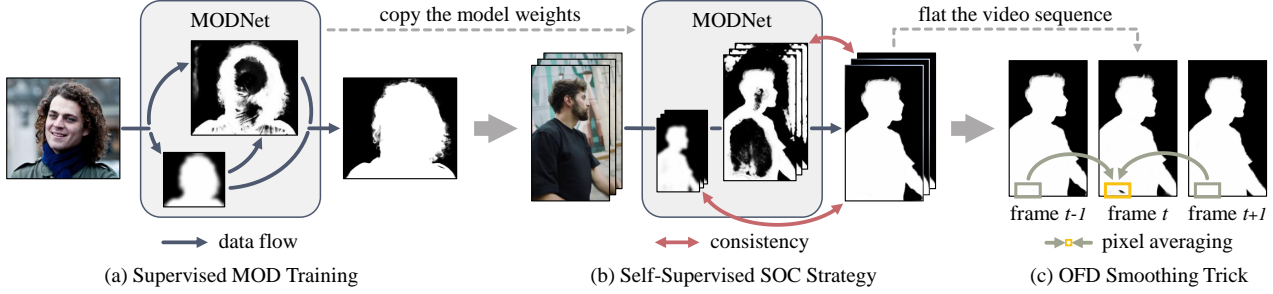 MODNet
copy the model weights
MODNet
flat the video sequence
frame t-1
frame t
frame t+1
data flow
consistency
pixel averaging
(a) Supervised MOD Training
(b) Self-Supervised SOC Strategy
(c) OFD Smoothing Trick